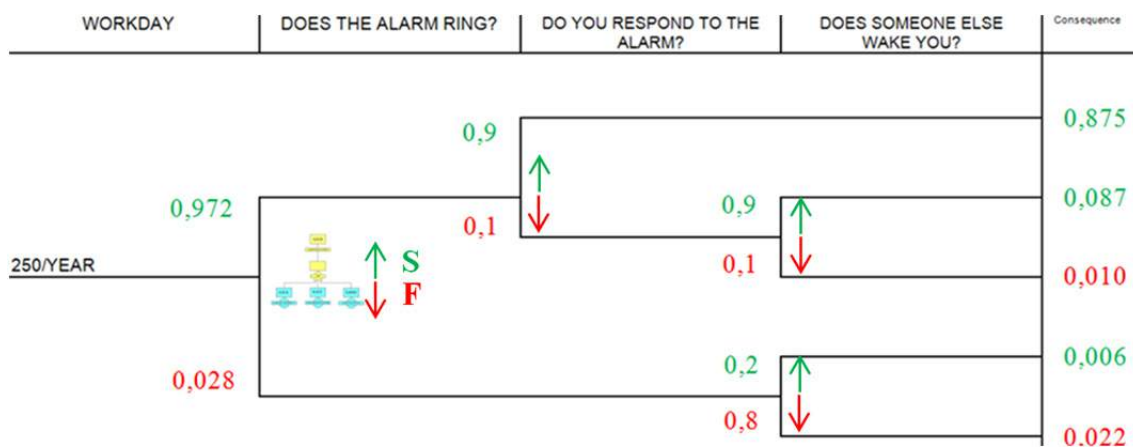 WORKDAY
DOES THE ALARM RING?
DO YOU RESPOND TO THE
ALARM?
DOES SOMEONE ELSE
WAKE YOU?
Consequence
0,9
0,875
0,972
0,1
0,9
0,087
250/YEAR
S
F
0,1
0,010
0,028
0,2
0,006
0,8
0,022